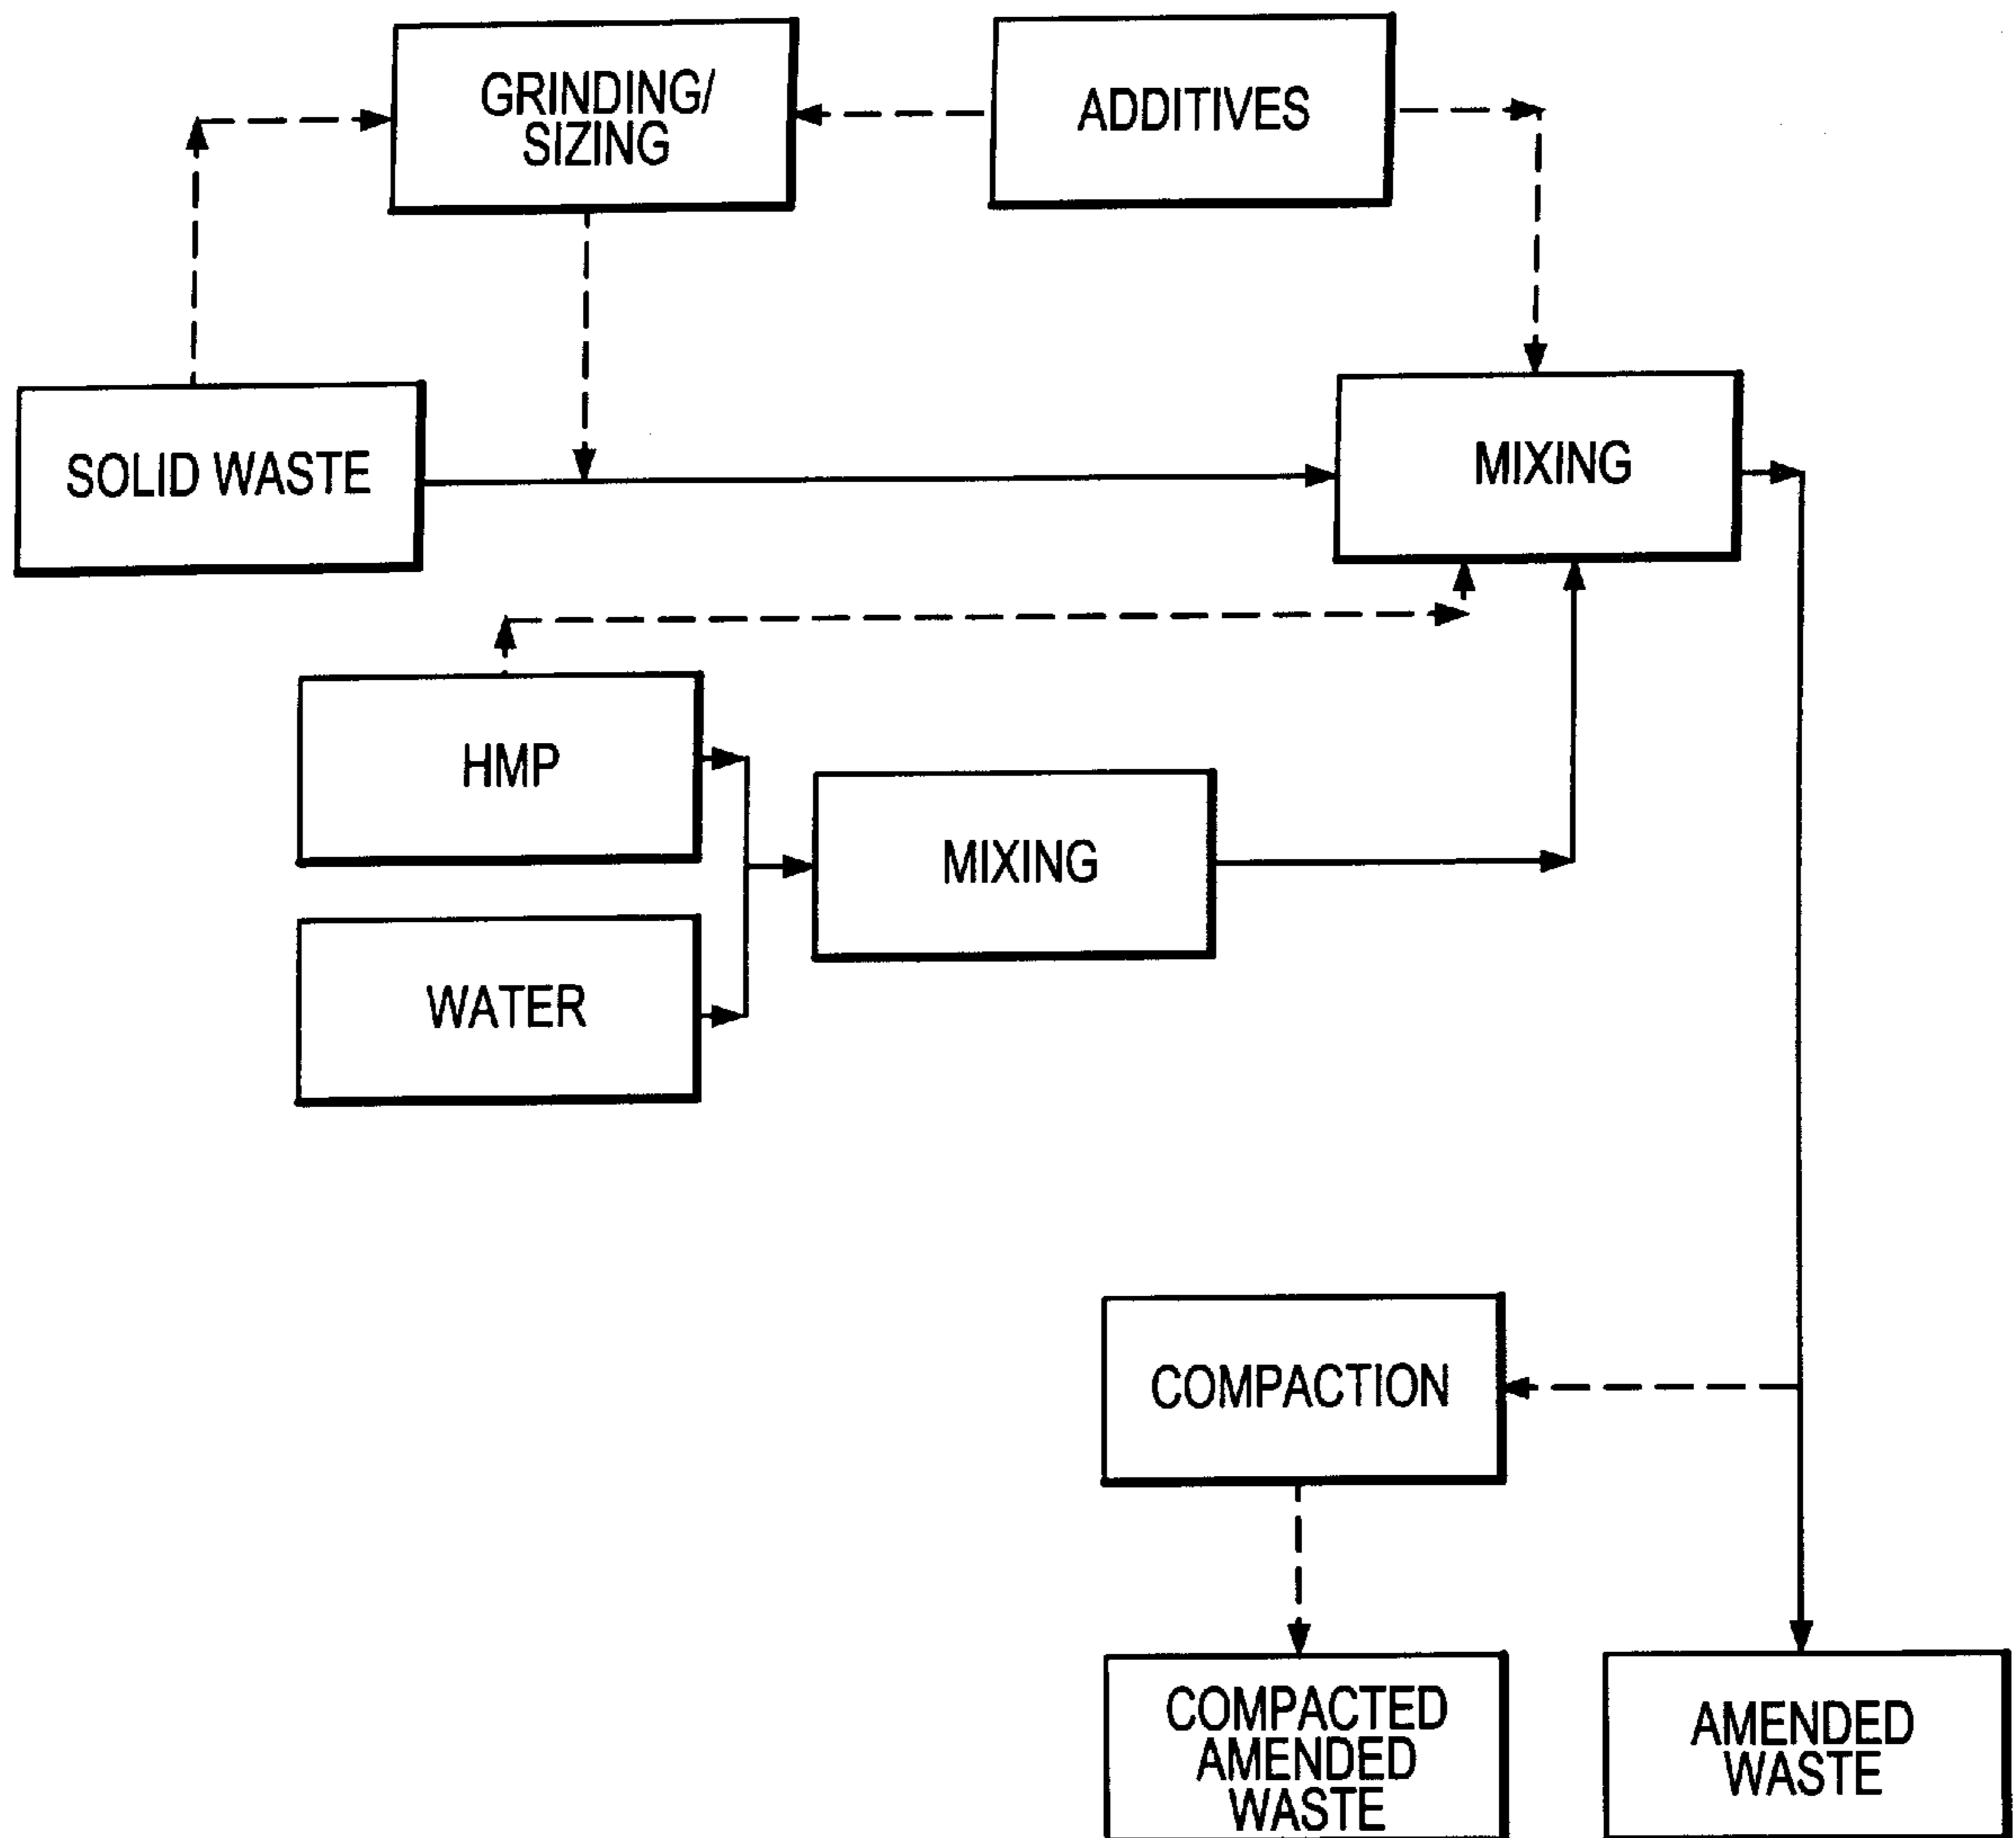 GRINDING/
SIZING
ADDITIVES
SOLID WASTE
MIXING
HMP
MIXING
WATER
COMPACTION
COMPACTED
AMENDED
WASTE
AMENDED
WASTE